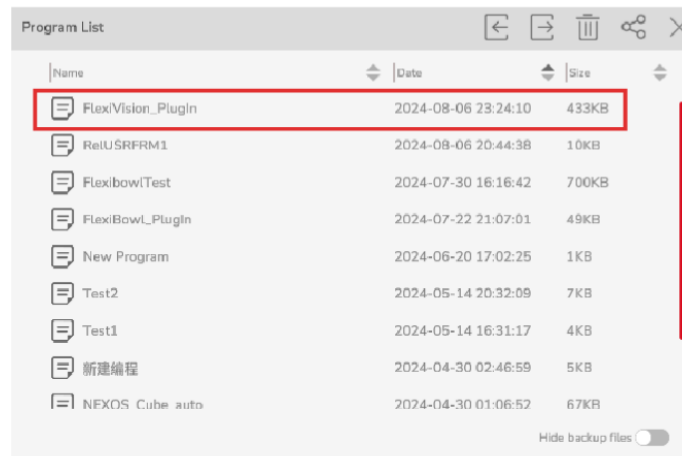 Program List
Name Date Size
FlexiVision_PlugIn 2024-08-06 23:24:10 433KB
RelUSRFRM1 2024-08-06 20:44:38 10KB
FlexibowlTest 2024-07-30 16:16:42 700KB
FlexiBowl_PlugIn 2024-07-22 21:07:01 49KB
New Program 2024-06-20 17:02:25 1KB
Test2 2024-05-14 20:32:09 7KB
Test1 2024-05-14 16:31:17 4KB
新建编程 2024-04-30 02:46:59 5KB
NEXOS_Cube_auto 2024-04-30 01:06:52 67KB
Hide backup files